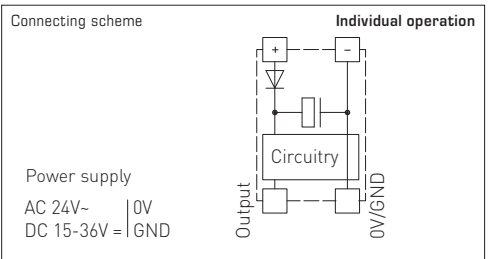 Connecting scheme
Individual operation
+ −
Circuitry
Power supply
AC 24V~ | 0V
DC 15-36V = | GND
Output
0V/GND